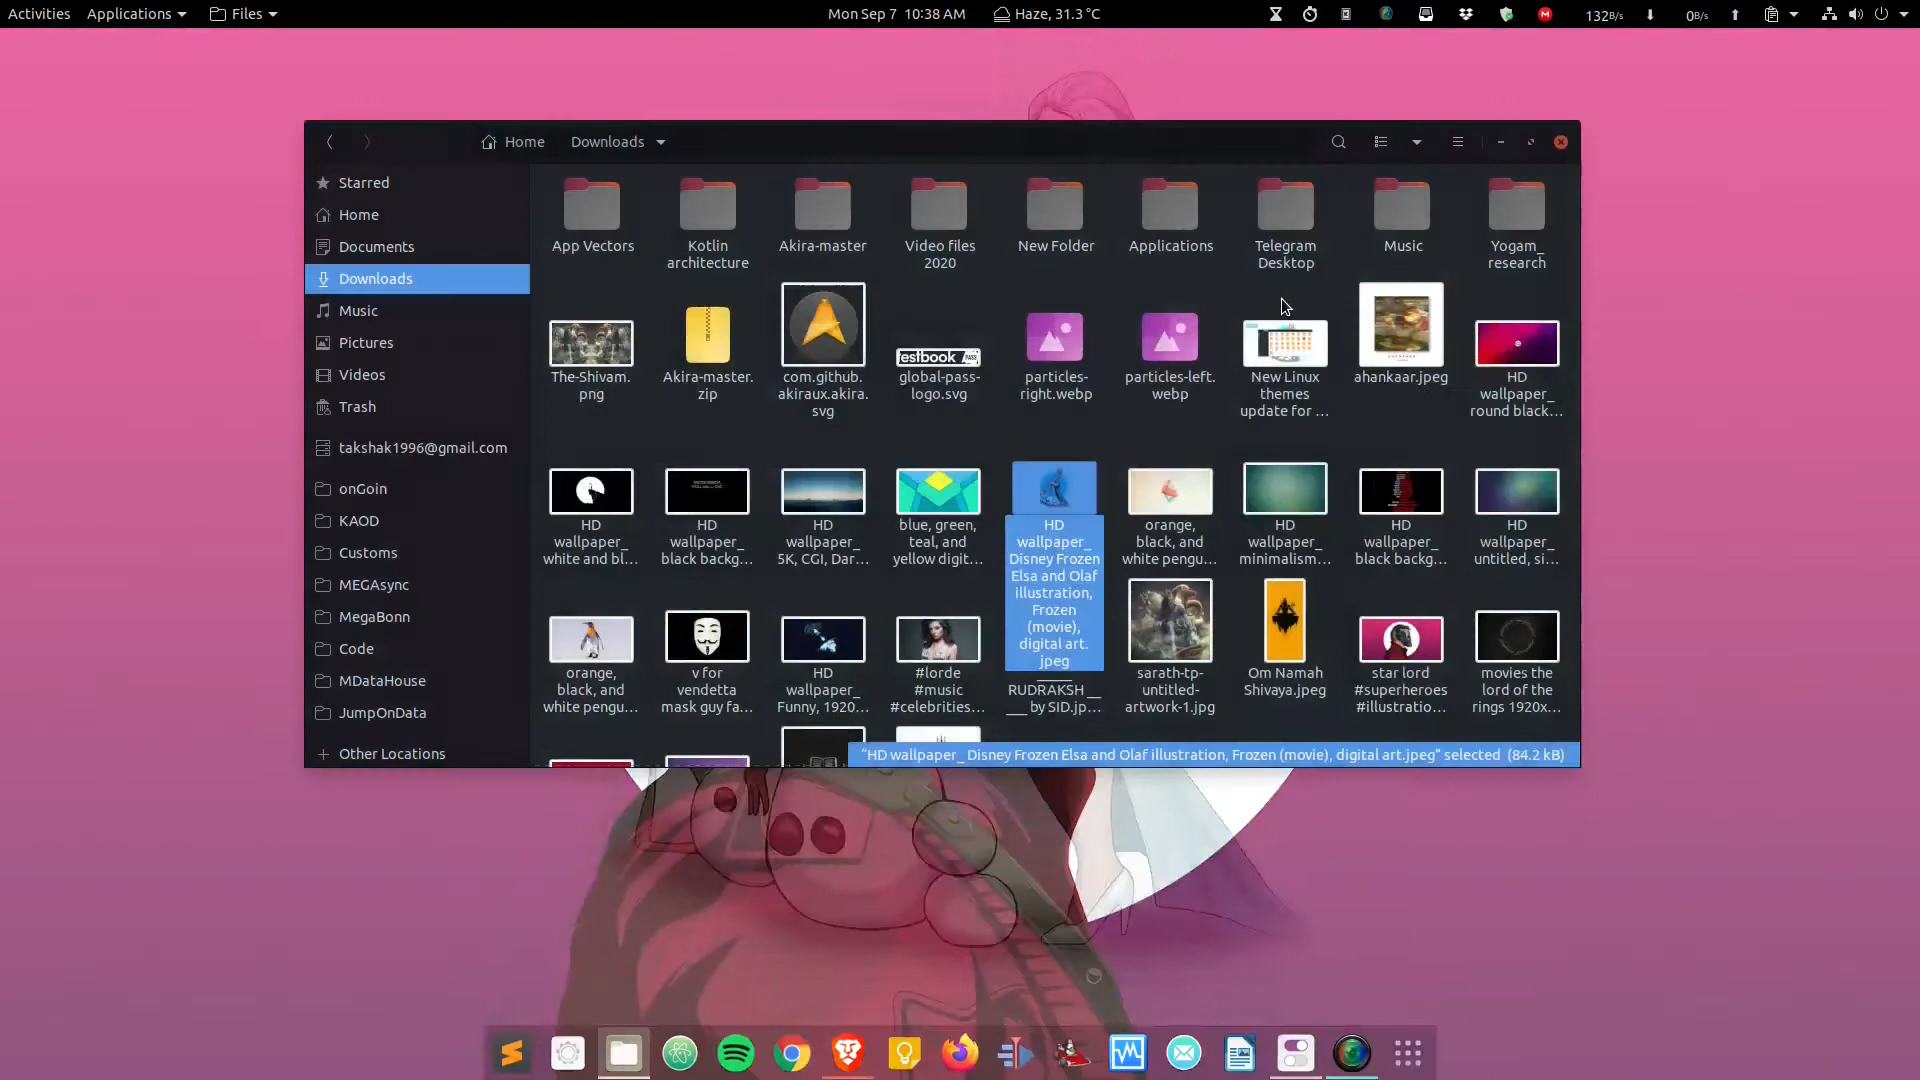 Activities Applications Files Mon Sep 7 10:38 AM Haze, 31.3 °C 132B/s 0B/s
Home Downloads
Starred
Home
Documents
Downloads
Music
Pictures
Videos
Trash
takshak1996@gmail.com
onGoin
KAOD
Customs
MEGAsync
MegaBonn
Code
MDataHouse
JumpOnData
Other Locations
App Vectors
Kotlin
architecture
Akira-master
Video files
2020
New Folder
Applications
Telegram
Desktop
Music
Yogam_
research
The-Shivam.
png
Akira-master.
zip
com.github.
akiraux.akira.
svg
testbook PASS
global-pass-
logo.svg
particles-
right.webp
particles-left.
webp
New Linux
themes
update for ...
ahankaar.jpeg
HD
wallpaper_
round black...
HD
wallpaper_
white and bl...
HD
wallpaper_
black backg...
HD
wallpaper_
5K, CGI, Dar...
blue, green,
teal, and
yellow digit...
HD
wallpaper_
Disney Frozen
Elsa and Olaf
illustration,
Frozen
(movie),
digital art.
jpeg
orange,
black, and
white pengu...
HD
wallpaper_
minimalism...
HD
wallpaper_
black backg...
HD
wallpaper_
untitled, si...
orange,
black, and
white pengu...
v for
vendetta
mask guy fa...
HD
wallpaper_
Funny, 1920...
#lorde
#music
#celebrities...
_____
RUDRAKSH __
___ by SID.jp...
sarath-tp-
untitled-
artwork-1.jpg
Om Namah
Shivaya.jpeg
star lord
#superheroes
#illustratio...
movies the
lord of the
rings 1920x...
"HD wallpaper_ Disney Frozen Elsa and Olaf illustration, Frozen (movie), digital art.jpeg" selected (84.2 kB)